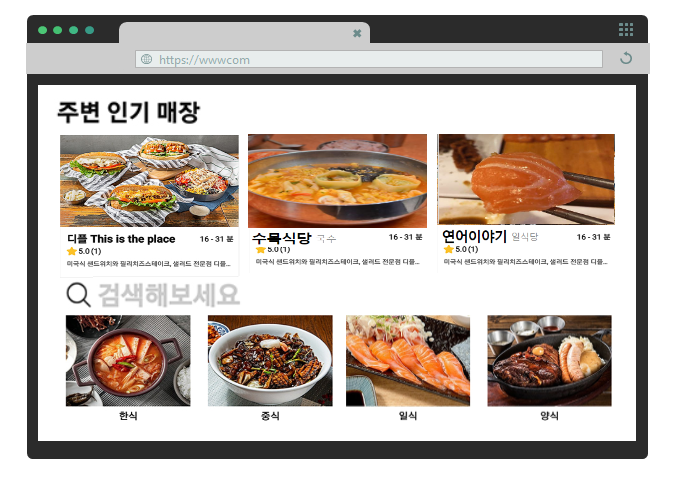 https://wwwcom
주변 인기 매장
디플 This is the place 16 - 31 분
5.0 (1)
미국식 샌드위치와 필리치즈스테이크, 샐러드 전문점 디플...
수목식당 국수 16 - 31 분
5.0 (1)
미국식 샌드위치와 필리치즈스테이크, 샐러드 전문점 디플...
연어이야기 일식당 16 - 31 분
5.0 (1)
미국식 샌드위치와 필리치즈스테이크, 샐러드 전문점 디플...
검색해보세요
한식
중식
일식
양식